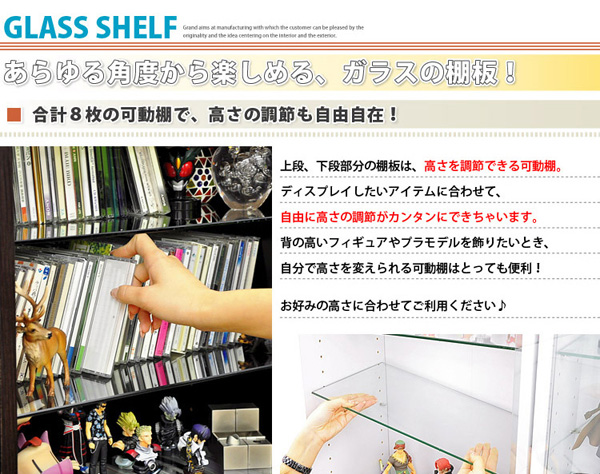 GLASS SHELF
Grand aims at manufacturing with which the customer can be pleased by the
originality and the idea centering on the interior and the exterior.
あらゆる角度から楽しめる、ガラスの棚板！
合計８枚の可動棚で、高さの調節も自由自在！
上段、下段部分の棚板は、高さを調節できる可動棚。
ディスプレイしたいアイテムに合わせて、
自由に高さの調節がカンタンにできちゃいます。
背の高いフィギュアやプラモデルを飾りたいとき、
自分で高さを変えられる可動棚はとっても便利！
お好みの高さに合わせてご利用ください♪